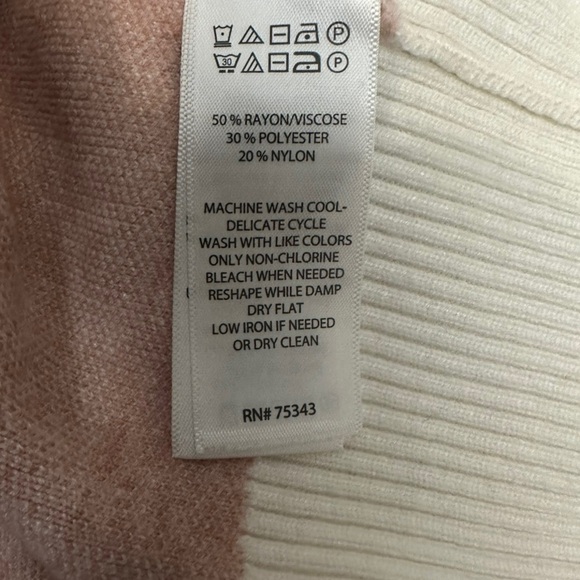 P
30 P
50 % RAYON/VISCOSE
30 % POLYESTER
20 % NYLON
MACHINE WASH COOL-
DELICATE CYCLE
WASH WITH LIKE COLORS
ONLY NON-CHLORINE
BLEACH WHEN NEEDED
RESHAPE WHILE DAMP
DRY FLAT
LOW IRON IF NEEDED
OR DRY CLEAN
RN# 75343